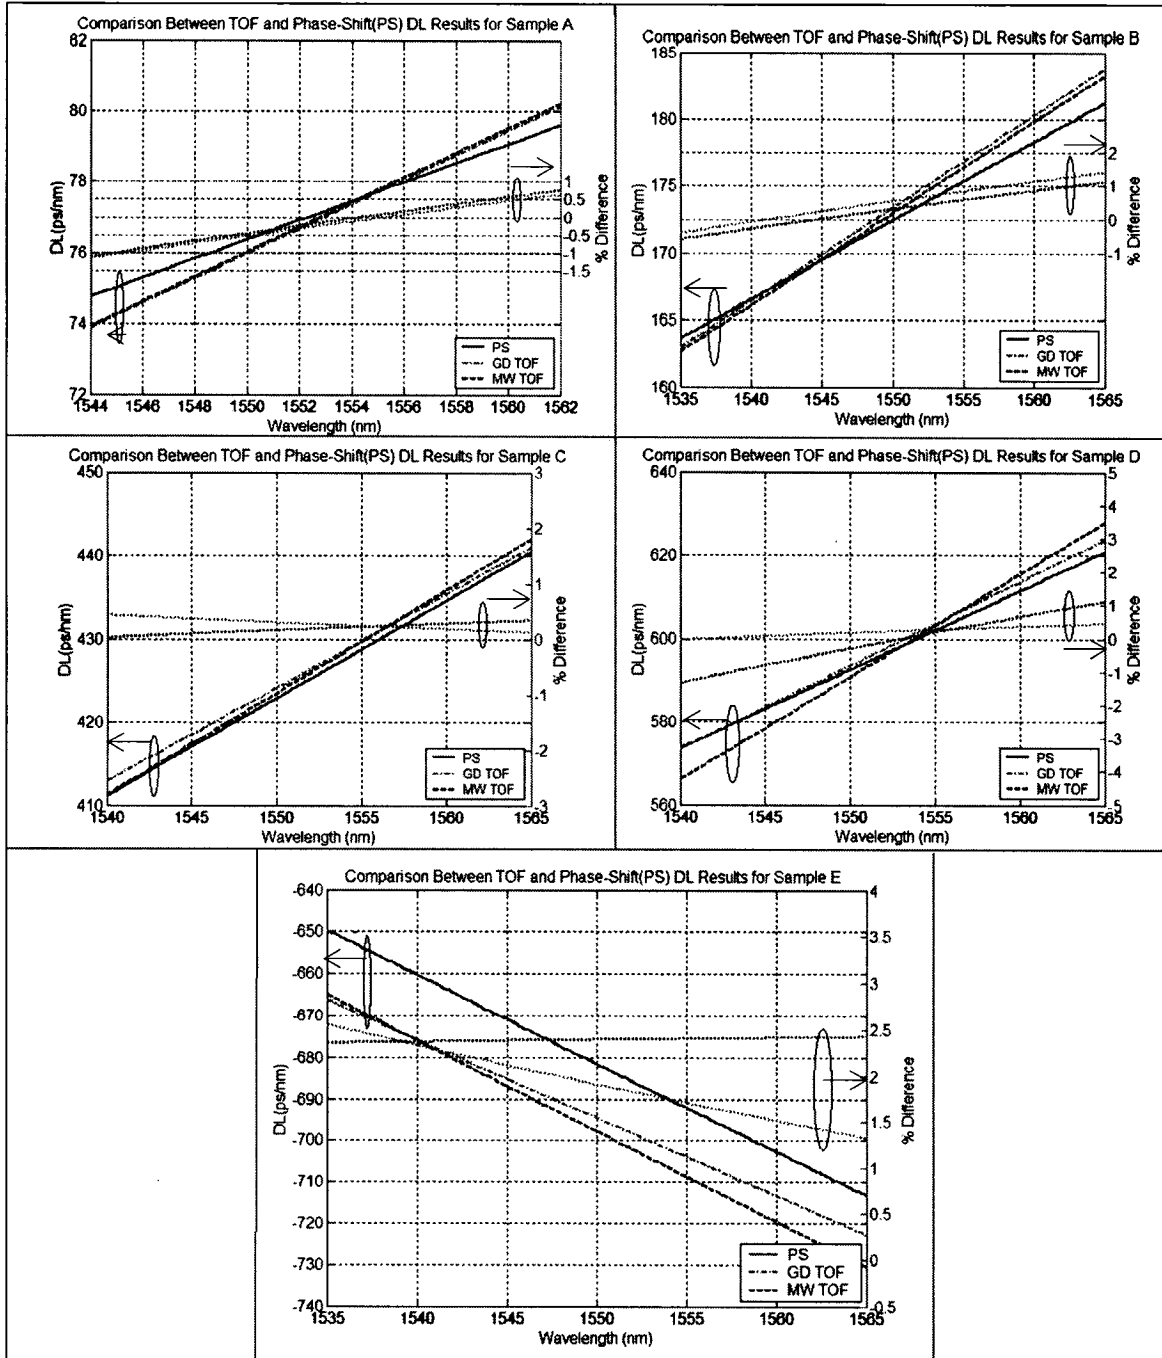 Comparison Between TOF and Phase-Shift(PS) DL Results for Sample A
82
80
78
76
74
72
DL(ps/nm)
1
0.5
0
-0.5
-1
-1.5
% Difference
PS
GD TOF
MW TOF
1544 1546 1548 1550 1552 1554 1556 1558 1560 1562
Wavelength (nm)
Comparison Between TOF and Phase-Shift(PS) DL Results for Sample B
185
180
175
170
165
160
DL(ps/nm)
2
1
0
-1
% Difference
PS
GD TOF
MW TOF
1535 1540 1545 1550 1555 1560 1565
Wavelength (nm)
Comparison Between TOF and Phase-Shift(PS) DL Results for Sample C
450
440
430
420
410
DL(ps/nm)
3
2
1
0
-1
-2
-3
% Difference
PS
GD TOF
MW TOF
1540 1545 1550 1555 1560 1565
Wavelength (nm)
Comparison Between TOF and Phase-Shift(PS) DL Results for Sample D
640
620
600
580
560
DL(ps/nm)
5
4
3
2
1
0
-1
-2
-3
-4
-5
% Difference
PS
GD TOF
MW TOF
1540 1545 1550 1555 1560 1565
Wavelength (nm)
Comparison Between TOF and Phase-Shift(PS) DL Results for Sample E
-640
-650
-660
-670
-680
-690
-700
-710
-720
-730
-740
DL(ps/nm)
4
3.5
3
2.5
2
1.5
1
0.5
0
-0.5
% Difference
PS
GD TOF
MW TOF
1535 1540 1545 1550 1555 1560 1565
Wavelength (nm)